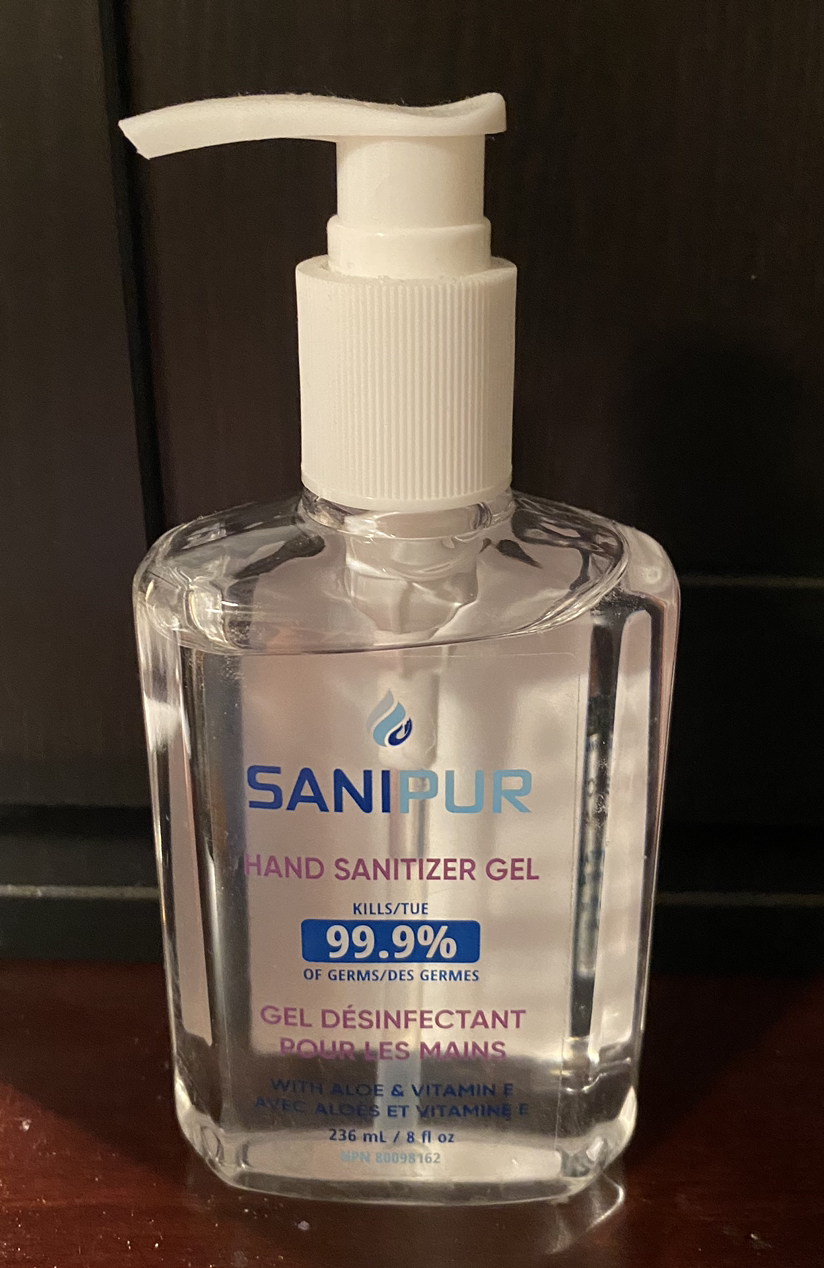 SANIPUR
HAND SANITIZER GEL
KILLS/TUE
99.9%
OF GERMS/DES GERMES
GEL DÉSINFECTANT
POUR LES MAINS
WITH ALOE & VITAMIN E
AVEC ALOÈS ET VITAMINE E
236 mL / 8 fl oz
NPN 80098162